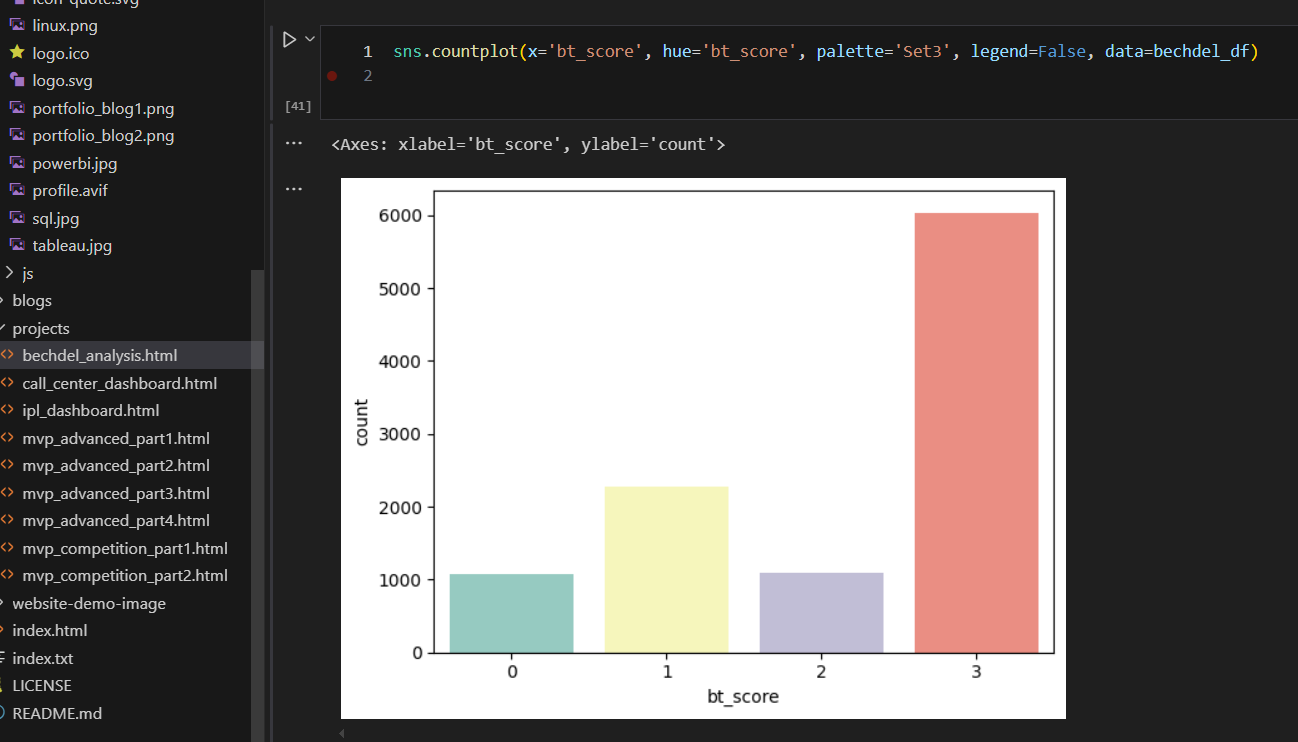 icon-quote.svg
linux.png
logo.ico
logo.svg
portfolio_blog1.png
portfolio_blog2.png
powerbi.jpg
profile.avif
sql.jpg
tableau.jpg
js
blogs
projects
bechdel_analysis.html
call_center_dashboard.html
ipl_dashboard.html
mvp_advanced_part1.html
mvp_advanced_part2.html
mvp_advanced_part3.html
mvp_advanced_part4.html
mvp_competition_part1.html
mvp_competition_part2.html
website-demo-image
index.html
index.txt
LICENSE
README.md
1 sns.countplot(x='bt_score', hue='bt_score', palette='Set3', legend=False, data=bechdel_df)
2
[41]
<Axes: xlabel='bt_score', ylabel='count'>
6000
5000
4000
3000
2000
1000
0
count
0 1 2 3
bt_score